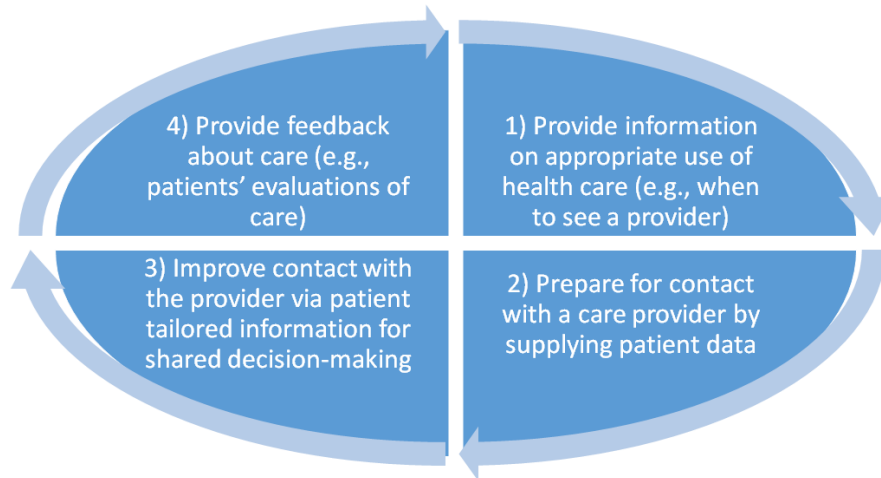 4) Provide feedback
about care (e.g.,
patients’ evaluations of
care)
1) Provide information
on appropriate use of
health care (e.g., when
to see a provider)
3) Improve contact with
the provider via patient
tailored information for
shared decision-making
2) Prepare for contact
with a care provider by
supplying patient data